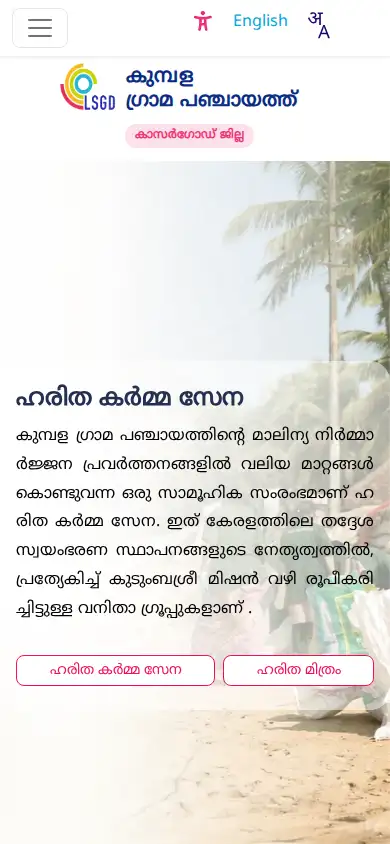 English
अ
A
LSGD
കുമ്പള
ഗ്രാമ പഞ്ചായത്ത്
കാസർഗോഡ് ജില്ല
ഹരിത കർമ്മ സേന
കുമ്പള ഗ്രാമ പഞ്ചായത്തിന്റെ മാലിന്യ നിർമ്മാ
ർജ്ജന പ്രവർത്തനങ്ങളിൽ വലിയ മാറ്റങ്ങൾ
കൊണ്ടുവന്ന ഒരു സാമൂഹിക സംരംഭമാണ് ഹ
രിത കർമ്മ സേന. ഇത് കേരളത്തിലെ തദ്ദേശ
സ്വയംഭരണ സ്ഥാപനങ്ങളുടെ നേതൃത്വത്തിൽ,
പ്രത്യേകിച്ച് കുടുംബശ്രീ മിഷൻ വഴി രൂപീകരി
ച്ചിട്ടുള്ള വനിതാ ഗ്രൂപ്പുകളാണ് .
ഹരിത കർമ്മ സേന
ഹരിത മിത്രം